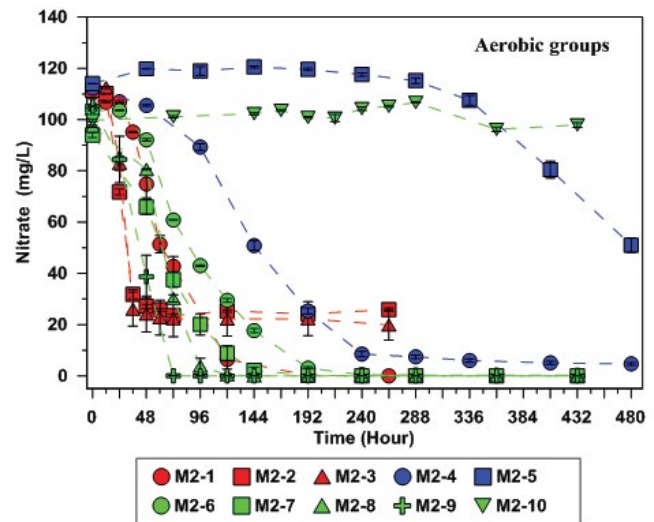 140
Aerobic groups
120
100
80
60
40
20
0
Nitrate (mg/L)
0 48 96 144 192 240 288 336 384 432 480
Time (Hour)
M2-1 M2-2 M2-3 M2-4 M2-5
M2-6 M2-7 M2-8 M2-9 M2-10